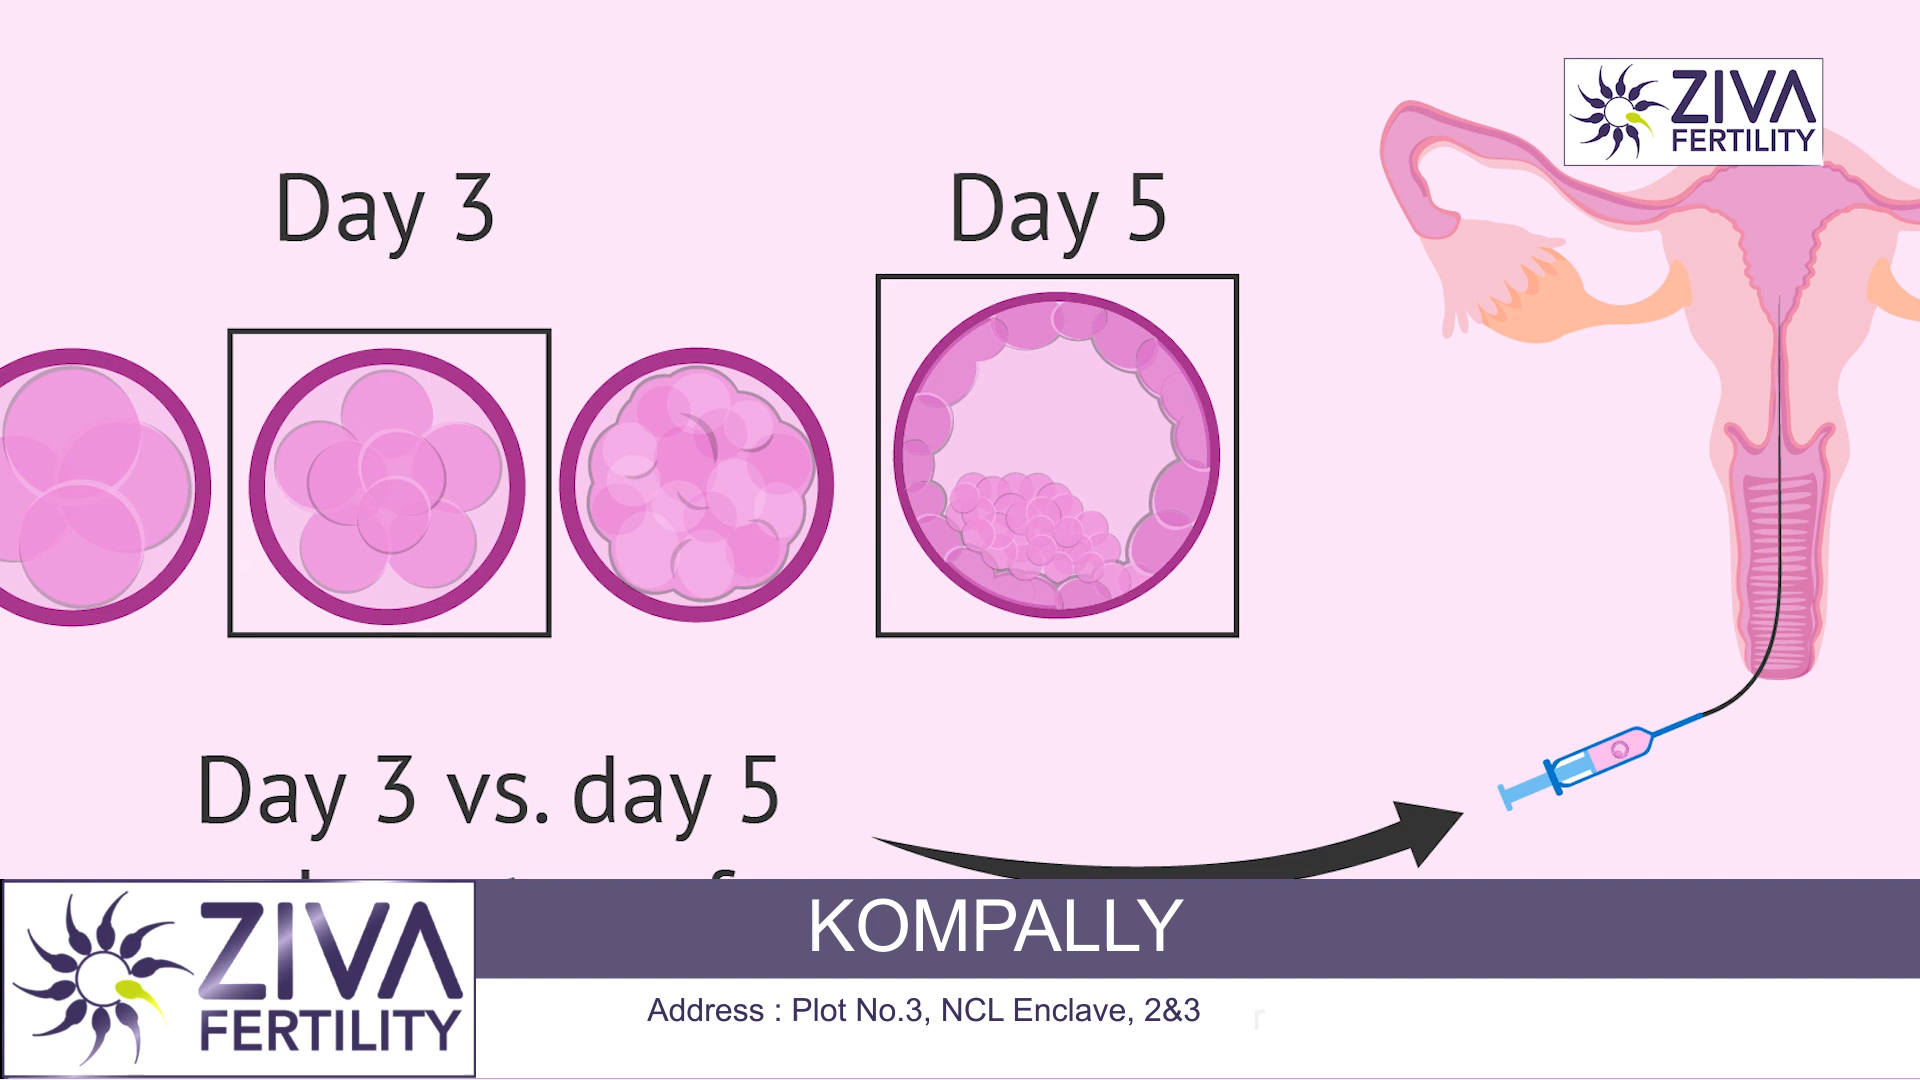 ZIVA
FERTILITY
Day 3
Day 5
Day 3 vs. day 5
ZIVA
FERTILITY
KOMPALLY
Address : Plot No.3, NCL Enclave, 2&3